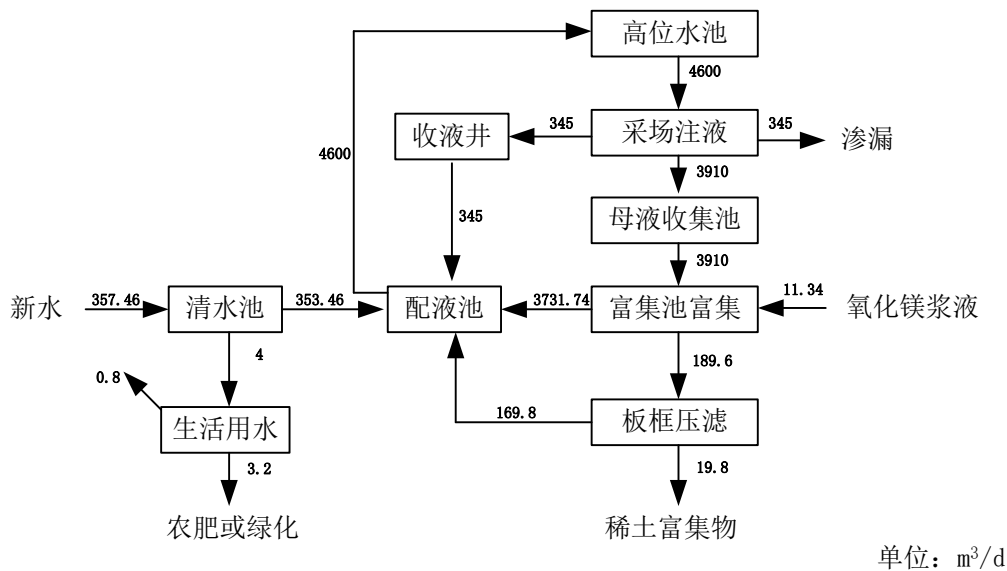 高位水池
4600
收液井
345
采场注液
345
渗漏
4600
3910
母液收集池
345
3910
新水
357.46
清水池
353.46
配液池
3731.74
富集池富集
11.34
氧化镁浆液
4
189.6
0.8
生活用水
169.8
板框压滤
3.2
19.8
农肥或绿化
稀土富集物
单位：m³/d